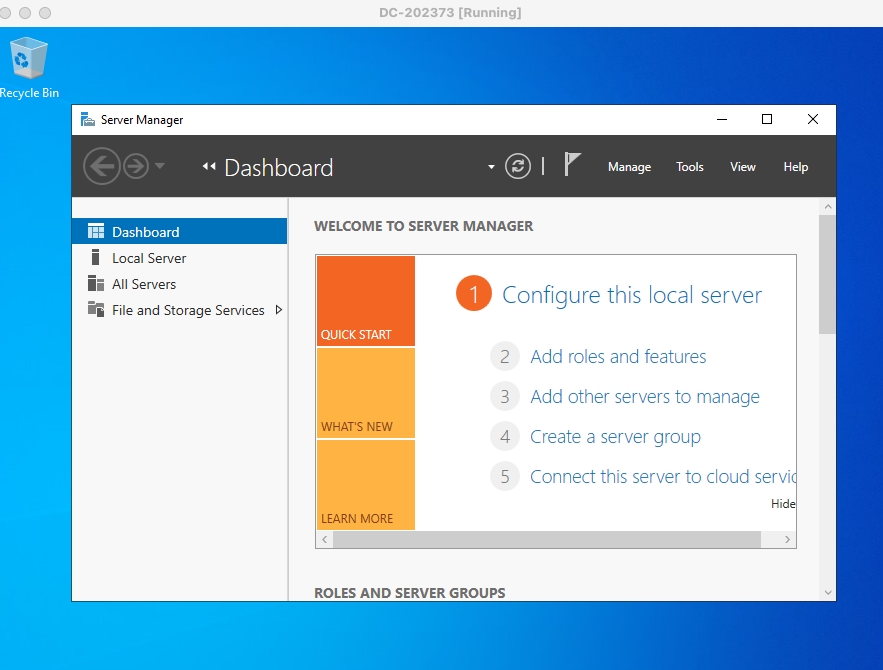 DC-202373 [Running]
Recycle Bin
Server Manager
Dashboard
Manage Tools View Help
Dashboard
Local Server
All Servers
File and Storage Services
WELCOME TO SERVER MANAGER
QUICK START
WHAT'S NEW
LEARN MORE
1 Configure this local server
2 Add roles and features
3 Add other servers to manage
4 Create a server group
5 Connect this server to cloud servic
Hide
ROLES AND SERVER GROUPS